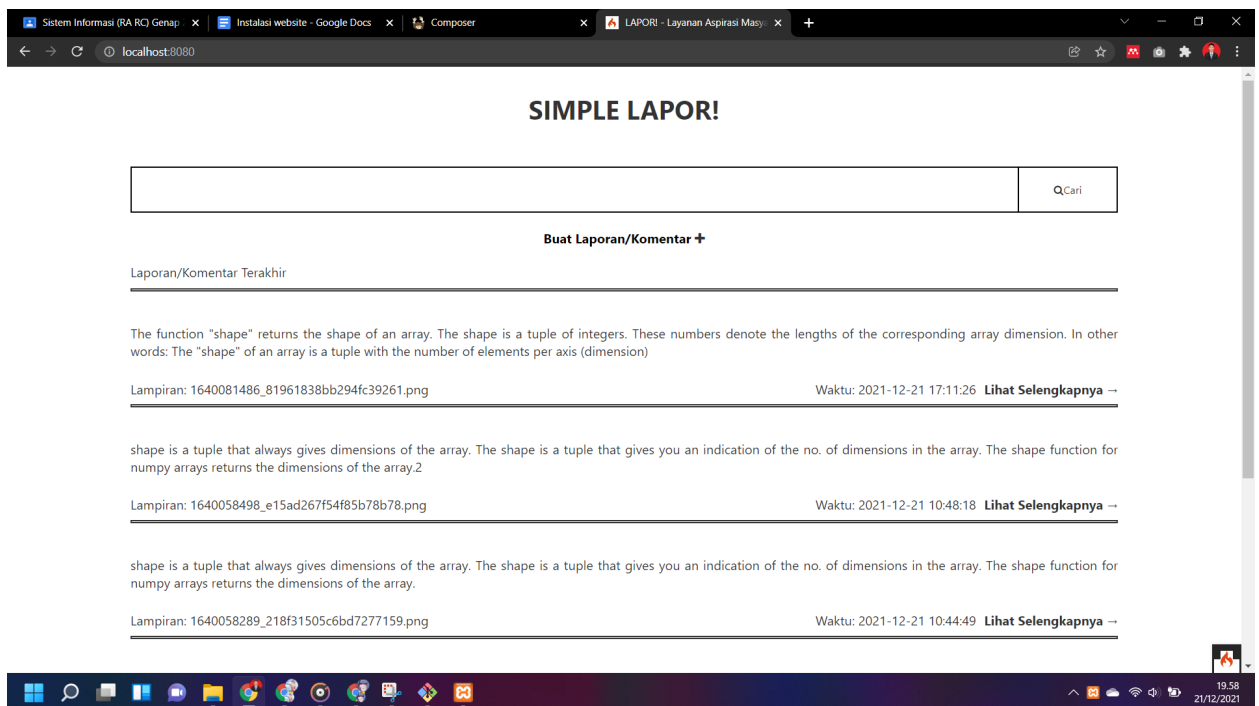 Sistem Informasi (RA RC) Genap
Instalasi website - Google Docs
Composer
LAPOR! - Layanan Aspirasi Masya
localhost:8080
SIMPLE LAPOR!
Cari
Buat Laporan/Komentar +
Laporan/Komentar Terakhir
The function "shape" returns the shape of an array. The shape is a tuple of integers. These numbers denote the lengths of the corresponding array dimension. In other
words: The "shape" of an array is a tuple with the number of elements per axis (dimension)
Lampiran: 1640081486_81961838bb294fc39261.png Waktu: 2021-12-21 17:11:26 Lihat Selengkapnya →
shape is a tuple that always gives dimensions of the array. The shape is a tuple that gives you an indication of the no. of dimensions in the array. The shape function for
numpy arrays returns the dimensions of the array.2
Lampiran: 1640058498_e15ad267f54f85b78b78.png Waktu: 2021-12-21 10:48:18 Lihat Selengkapnya →
shape is a tuple that always gives dimensions of the array. The shape is a tuple that gives you an indication of the no. of dimensions in the array. The shape function for
numpy arrays returns the dimensions of the array.
Lampiran: 1640058289_218f31505c6bd7277159.png Waktu: 2021-12-21 10:44:49 Lihat Selengkapnya →
19.58
21/12/2021